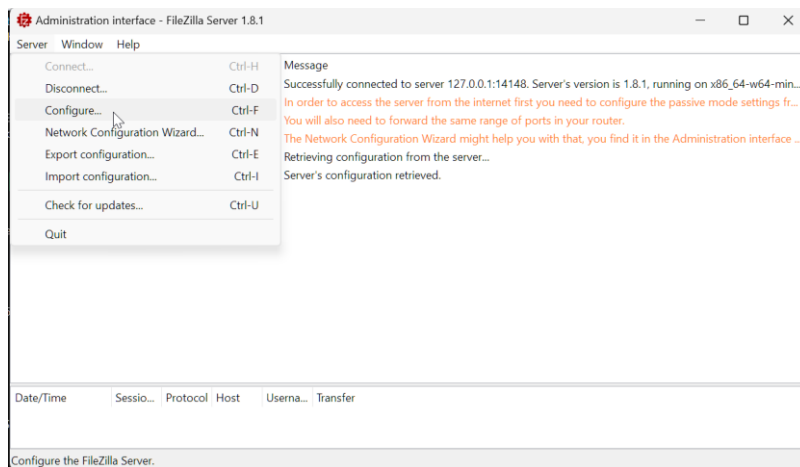 Administration interface - FileZilla Server 1.8.1
Server Window Help
Connect... Ctrl-H
Disconnect... Ctrl-D
Configure... Ctrl-F
Network Configuration Wizard... Ctrl-N
Export configuration... Ctrl-E
Import configuration... Ctrl-I
Check for updates... Ctrl-U
Quit
Message
Successfully connected to server 127.0.0.1:14148. Server's version is 1.8.1, running on x86_64-w64-min...
In order to access the server from the internet first you need to configure the passive mode settings fr...
You will also need to forward the same range of ports in your router.
The Network Configuration Wizard might help you with that, you find it in the Administration interface ...
Retrieving configuration from the server...
Server's configuration retrieved.
Date/Time Sessio... Protocol Host Userna... Transfer
Configure the FileZilla Server.